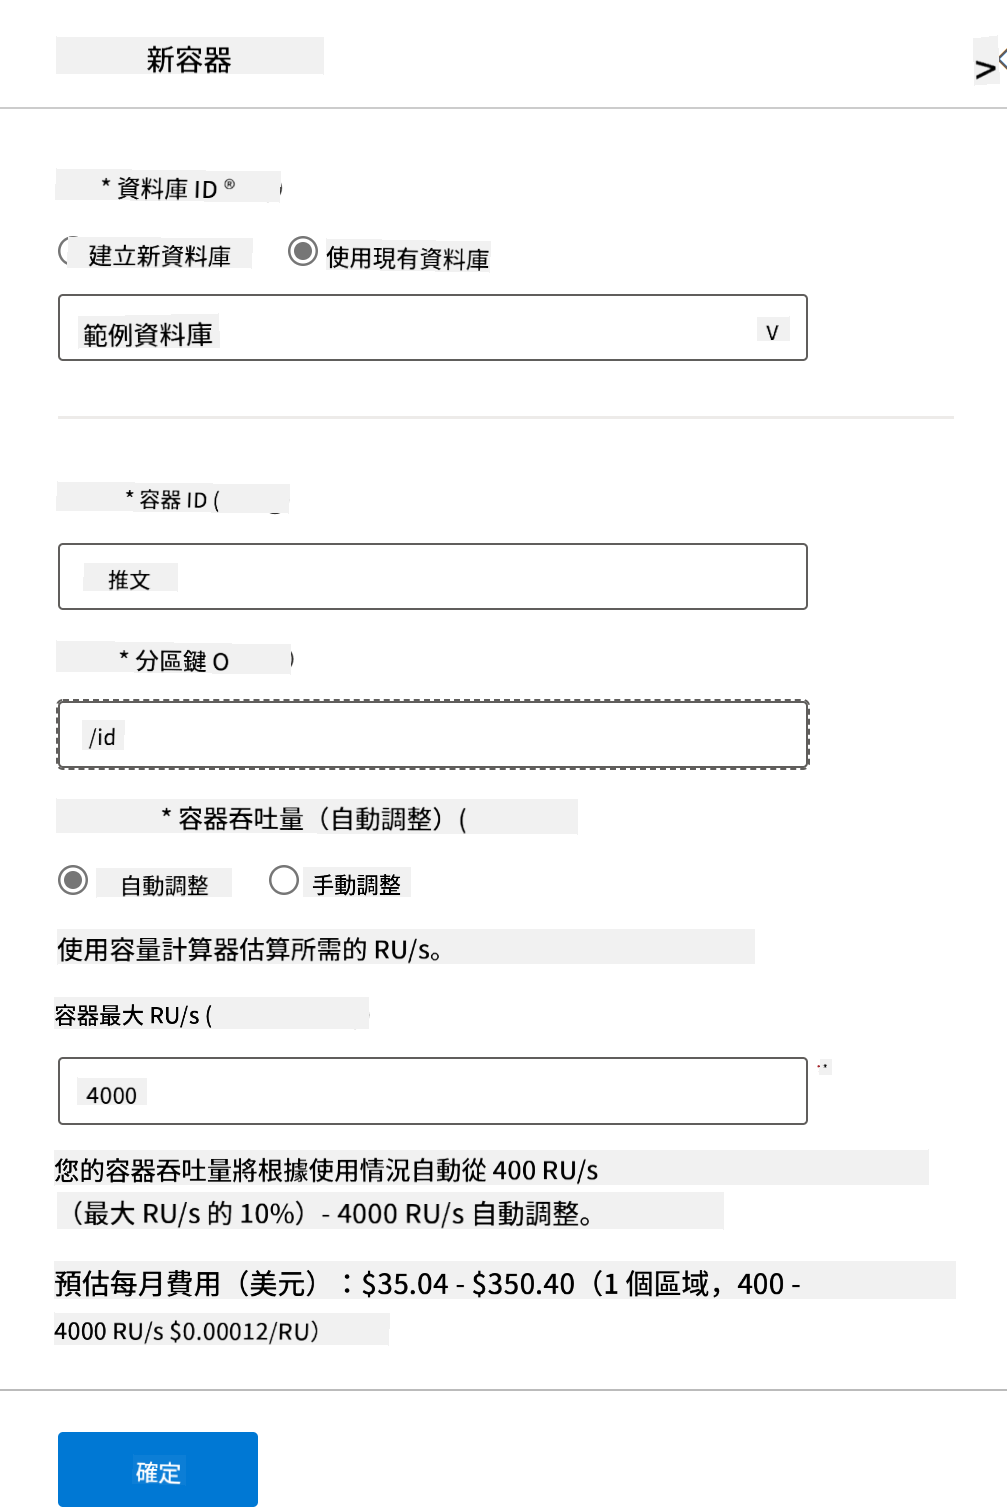 新容器
>
* 資料庫 ID ®
建立新資料庫 使用現有資料庫
範例資料庫 V
* 容器 ID (
推文
* 分區鍵 O
/id
* 容器吞吐量（自動調整）(
自動調整 手動調整
使用容量計算器估算所需的 RU/s。
容器最大 RU/s (
4000
您的容器吞吐量將根據使用情況自動從 400 RU/s
（最大 RU/s 的 10%）- 4000 RU/s 自動調整。
預估每月費用（美元）：$35.04 - $350.40（1 個區域，400 -
4000 RU/s $0.00012/RU）
確定